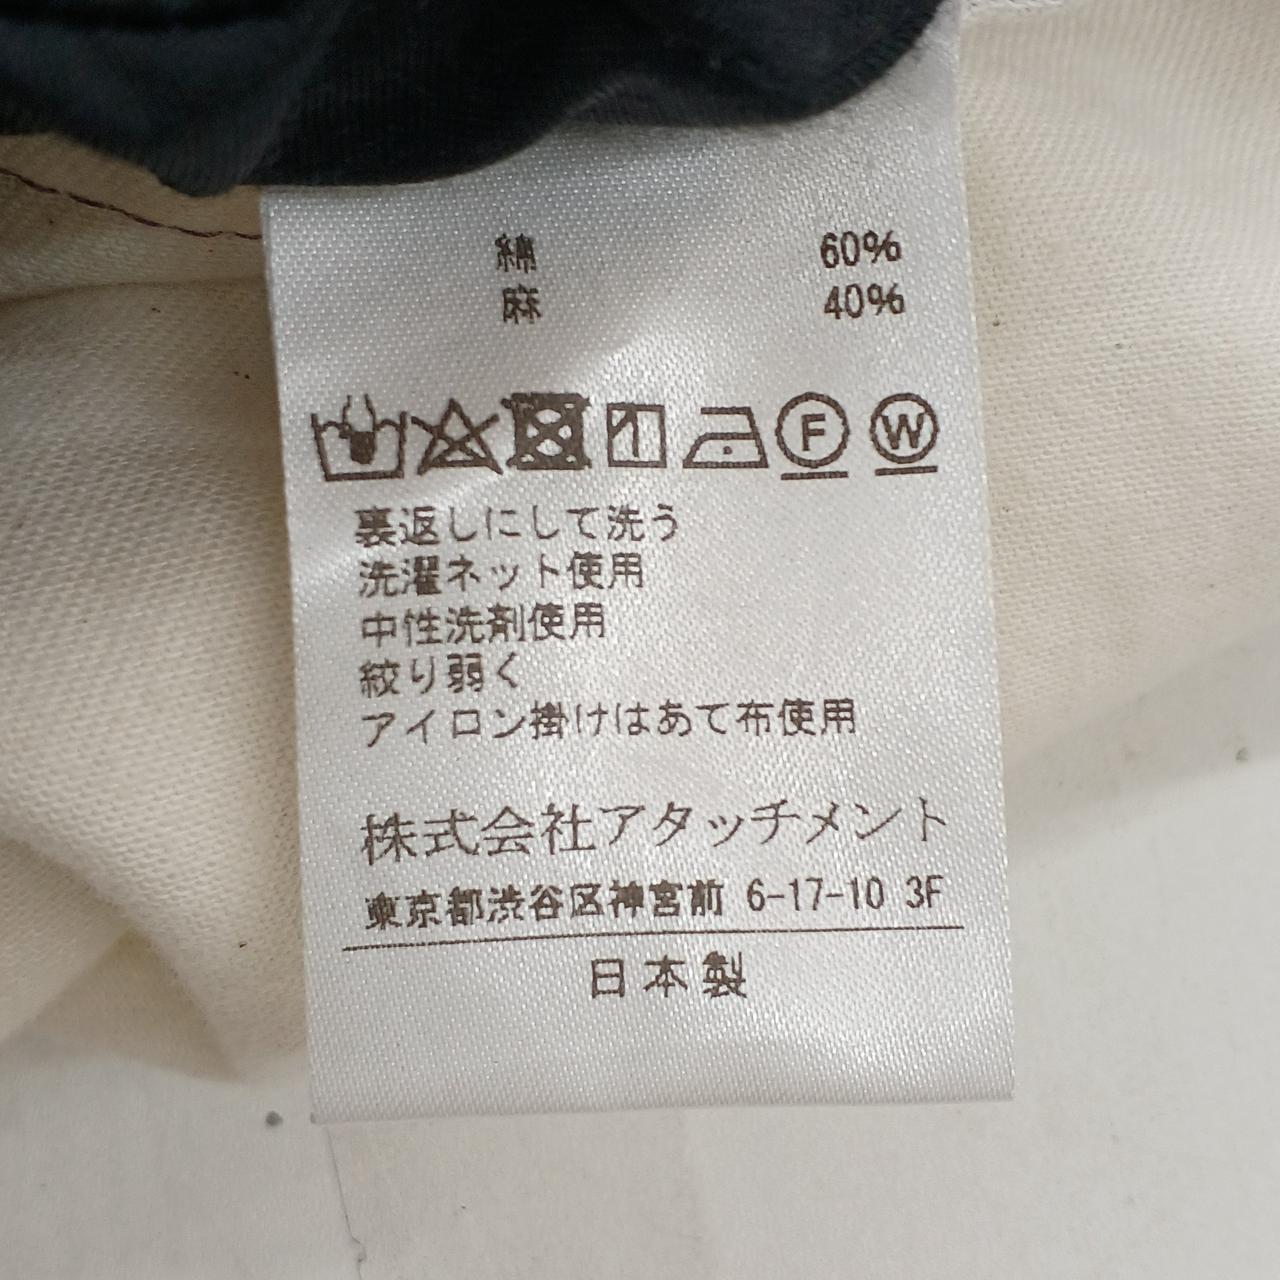 綿 60%
麻 40%
F W
裏返しにして洗う
洗濯ネット使用
中性洗剤使用
絞り弱く
アイロン掛けはあて布使用
株式会社アタッチメント
東京都渋谷区神宮前 6-17-10 3F
日本製